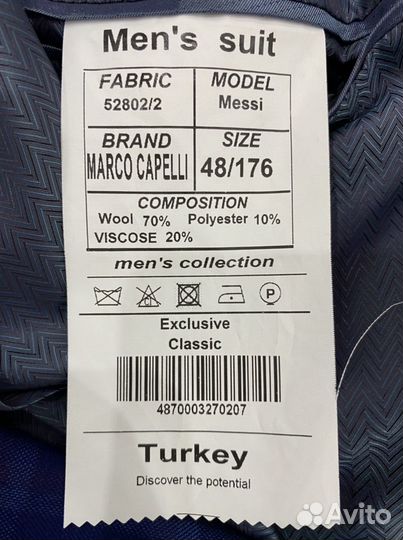 Men's suit
FABRIC MODEL
52802/2 Messi
BRAND SIZE
MARCO CAPELLI 48/176
COMPOSITION
Wool 70% Polyester 10%
VISCOSE 20%
men's collection
CL P
Exclusive
Classic
4870003270207
Turkey
Discover the potential
Avito